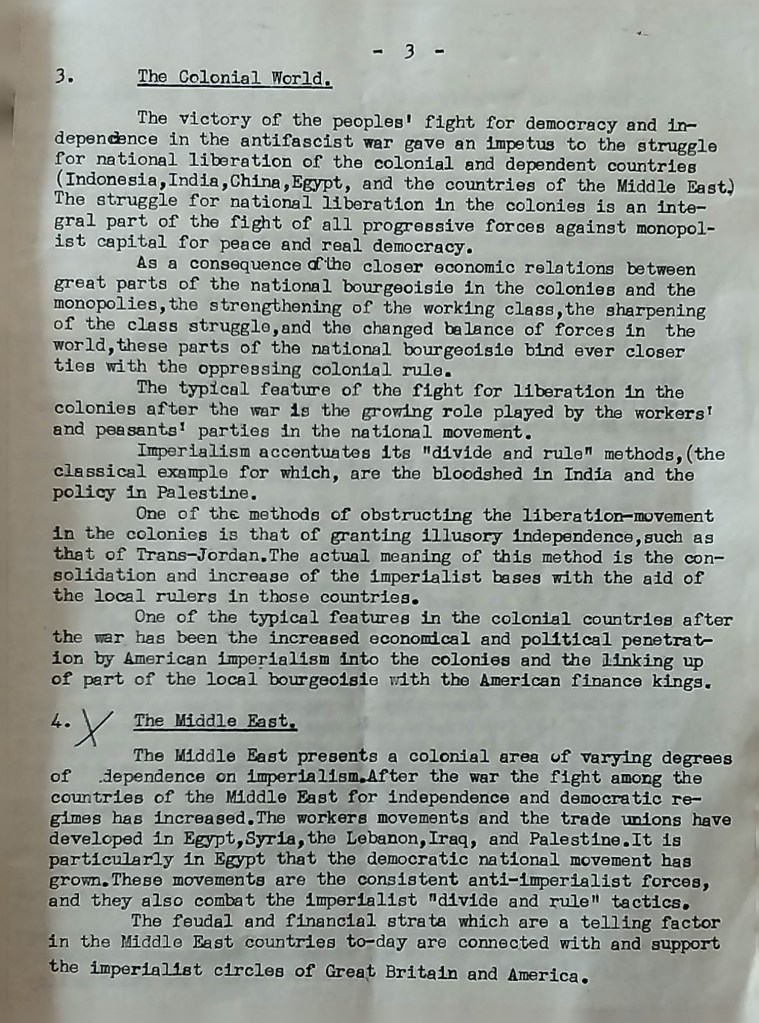 - 3 -
3. The Colonial World.
The victory of the peoples' fight for democracy and in-
dependence in the antifascist war gave an impetus to the struggle
for national liberation of the colonial and dependent countries
(Indonesia,India,China,Egypt, and the countries of the Middle East.)
The struggle for national liberation in the colonies is an inte-
gral part of the fight of all progressive forces against monopol-
ist capital for peace and real democracy.
As a consequence of the closer economic relations between
great parts of the national bourgeoisie in the colonies and the
monopolies,the strengthening of the working class,the sharpening
of the class struggle,and the changed balance of forces in the
world,these parts of the national bourgeoisie bind ever closer
ties with the oppressing colonial rule.
The typical feature of the fight for liberation in the
colonies after the war is the growing role played by the workers'
and peasants' parties in the national movement.
Imperialism accentuates its "divide and rule" methods,(the
classical example for which, are the bloodshed in India and the
policy in Palestine.
One of the methods of obstructing the liberation-movement
in the colonies is that of granting illusory independence,such as
that of Trans-Jordan.The actual meaning of this method is the con-
solidation and increase of the imperialist bases with the aid of
the local rulers in those countries.
One of the typical features in the colonial countries after
the war has been the increased economical and political penetrat-
ion by American imperialism into the colonies and the linking up
of part of the local bourgeoisie with the American finance kings.
4. X The Middle East.
The Middle East presents a colonial area of varying degrees
of dependence on imperialism.After the war the fight among the
countries of the Middle East for independence and democratic re-
gimes has increased.The workers movements and the trade unions have
developed in Egypt,Syria,the Lebanon,Iraq, and Palestine.It is
particularly in Egypt that the democratic national movement has
grown.These movements are the consistent anti-imperialist forces,
and they also combat the imperialist "divide and rule" tactics.
The feudal and financial strata which are a telling factor
in the Middle East countries to-day are connected with and support
the imperialist circles of Great Britain and America.